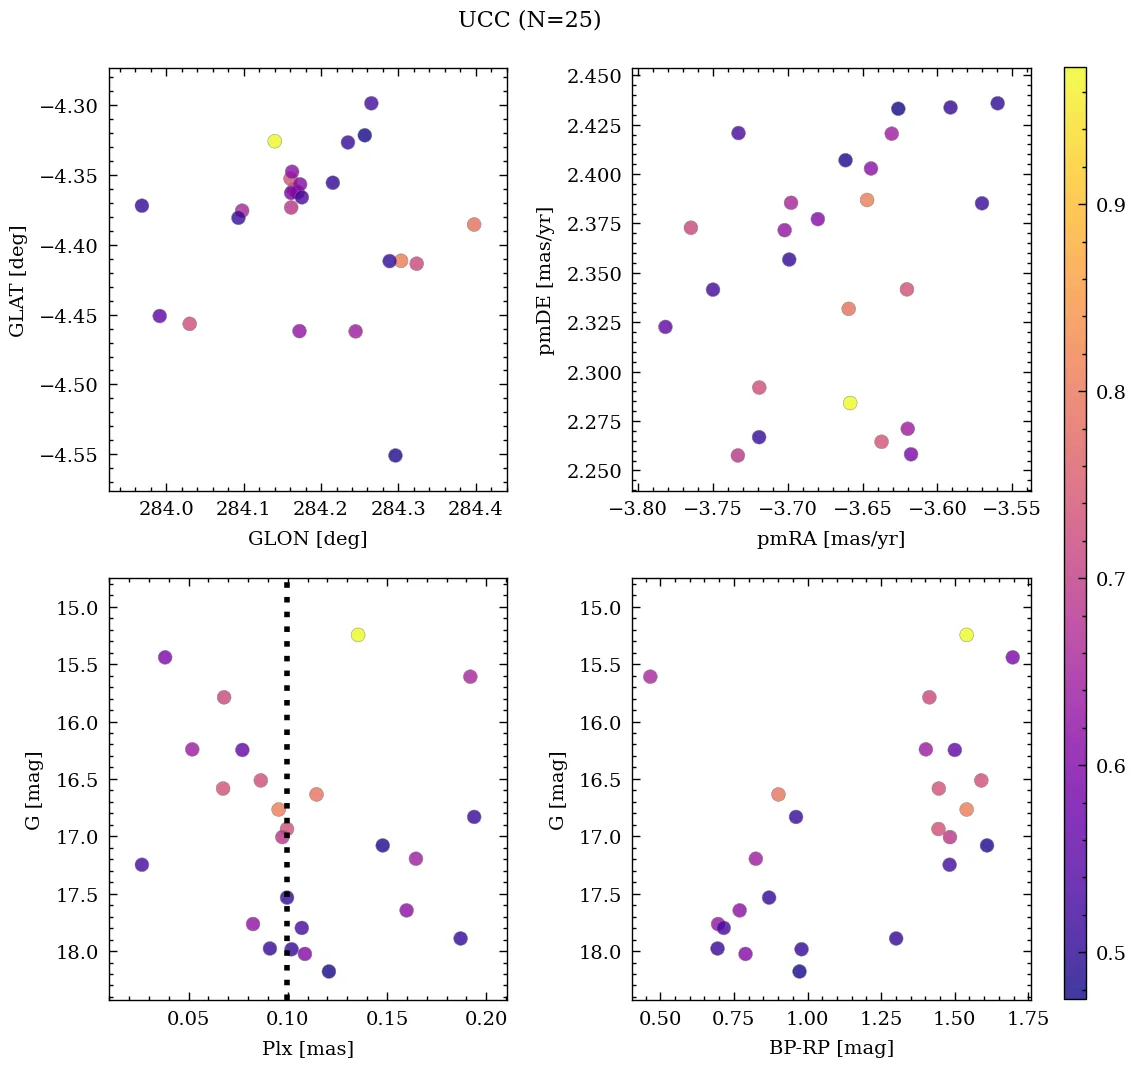 UCC (N=25)
−4.30
−4.35
−4.40
−4.45
−4.50
−4.55
GLAT [deg]
284.0 284.1 284.2 284.3 284.4
GLON [deg]
2.450
2.425
2.400
2.375
2.350
2.325
2.300
2.275
2.250
pmDE [mas/yr]
−3.80 −3.75 −3.70 −3.65 −3.60 −3.55
pmRA [mas/yr]
15.0
15.5
16.0
16.5
17.0
17.5
18.0
G [mag]
0.05 0.10 0.15 0.20
Plx [mas]
15.0
15.5
16.0
16.5
17.0
17.5
18.0
G [mag]
0.50 0.75 1.00 1.25 1.50 1.75
BP-RP [mag]
0.9
0.8
0.7
0.6
0.5